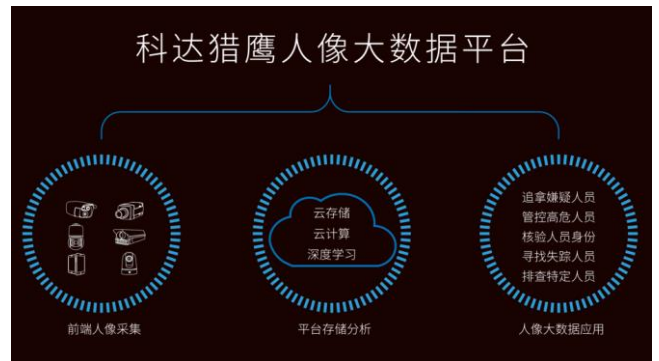 科达猎鹰人像大数据平台
云存储
云计算
深度学习
追拿嫌疑人员
管控高危人员
核验人员身份
寻找失踪人员
排查特定人员
前端人像采集
平台存储分析
人像大数据应用